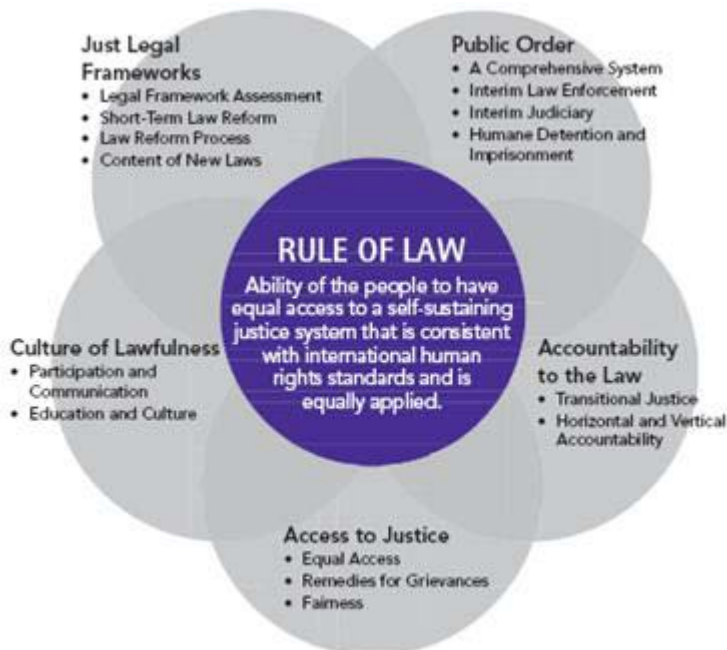 Just Legal
Frameworks
• Legal Framework Assessment
• Short-Term Law Reform
• Law Reform Process
• Content of New Laws
Public Order
• A Comprehensive System
• Interim Law Enforcement
• Interim Judiciary
• Humane Detention and
Imprisonment
RULE OF LAW
Ability of the people to have
equal access to a self-sustaining
justice system that is consistent
with international human
rights standards and is
equally applied.
Culture of Lawfulness
• Participation and
Communication
• Education and Culture
Accountability
to the Law
• Transitional Justice
• Horizontal and Vertical
Accountability
Access to Justice
• Equal Access
• Remedies for Grievances
• Fairness